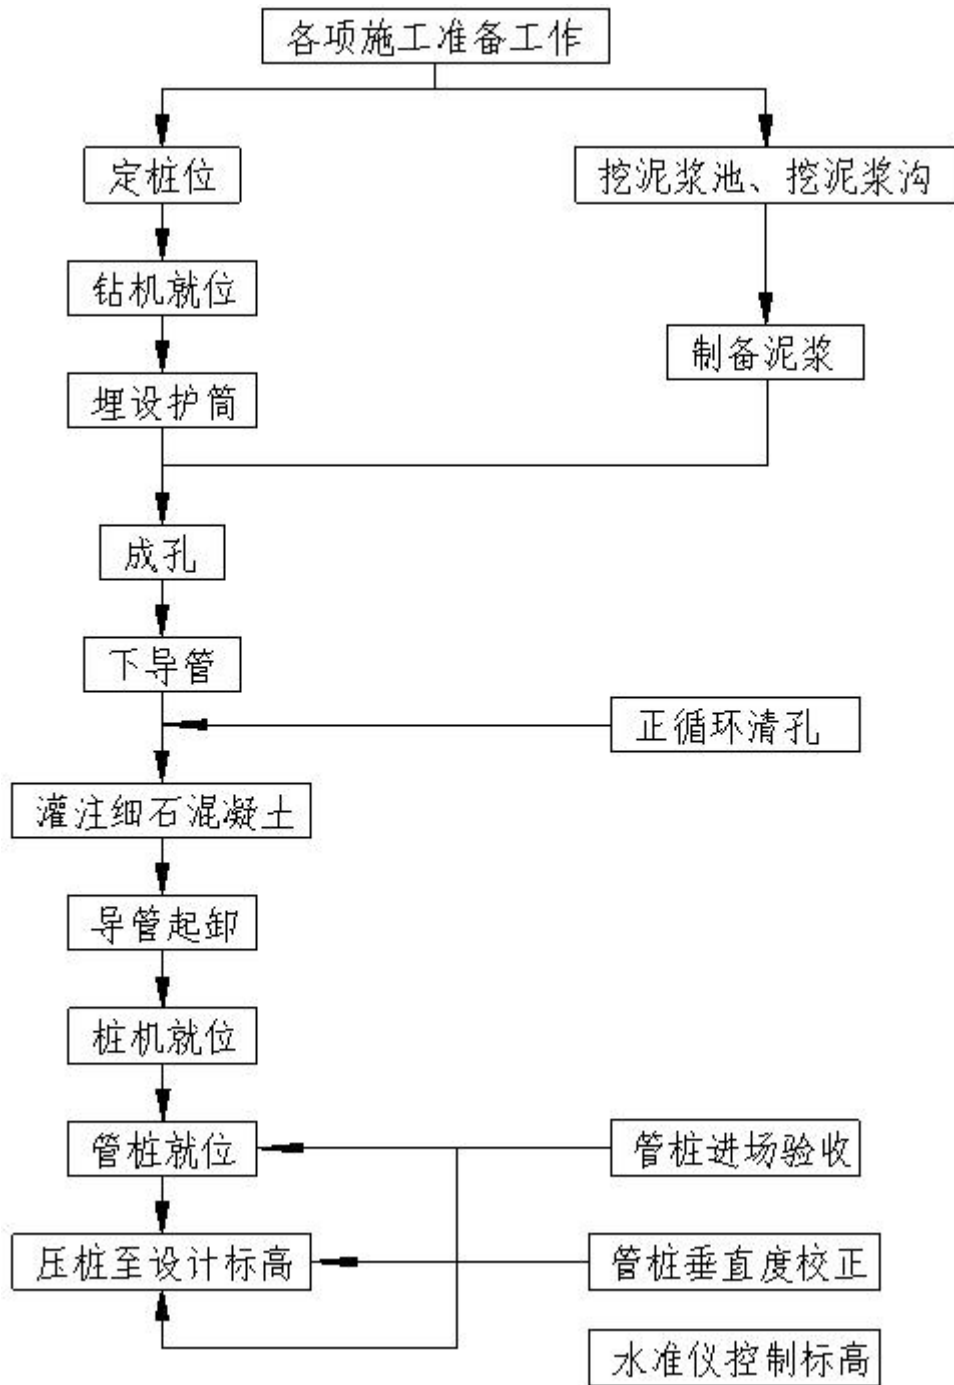 各项施工准备工作
定桩位
挖泥浆池、挖泥浆沟
钻机就位
制备泥浆
埋设护筒
成孔
下导管
正循环清孔
灌注细石混凝土
导管起卸
桩机就位
管桩就位
管桩进场验收
压桩至设计标高
管桩垂直度校正
水准仪控制标高